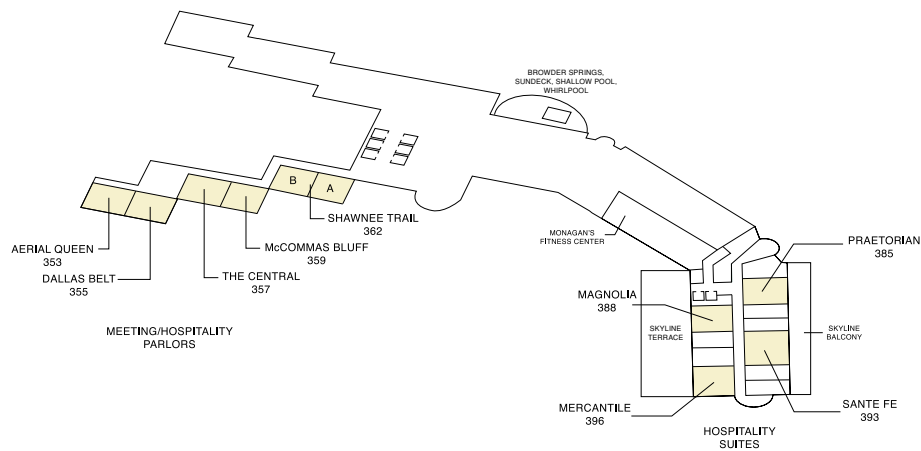 BROWDER SPRINGS,
SUNDECK, SHALLOW POOL,
WHIRLPOOL
B
A
SHAWNEE TRAIL
362
McCOMMAS BLUFF
359
AERIAL QUEEN
353
DALLAS BELT
355
THE CENTRAL
357
MEETING/HOSPITALITY
PARLORS
MONAGAN'S
FITNESS CENTER
PRAETORIAN
385
MAGNOLIA
388
SKYLINE
TERRACE
SKYLINE
BALCONY
MERCANTILE
396
SANTE FE
393
HOSPITALITY
SUITES